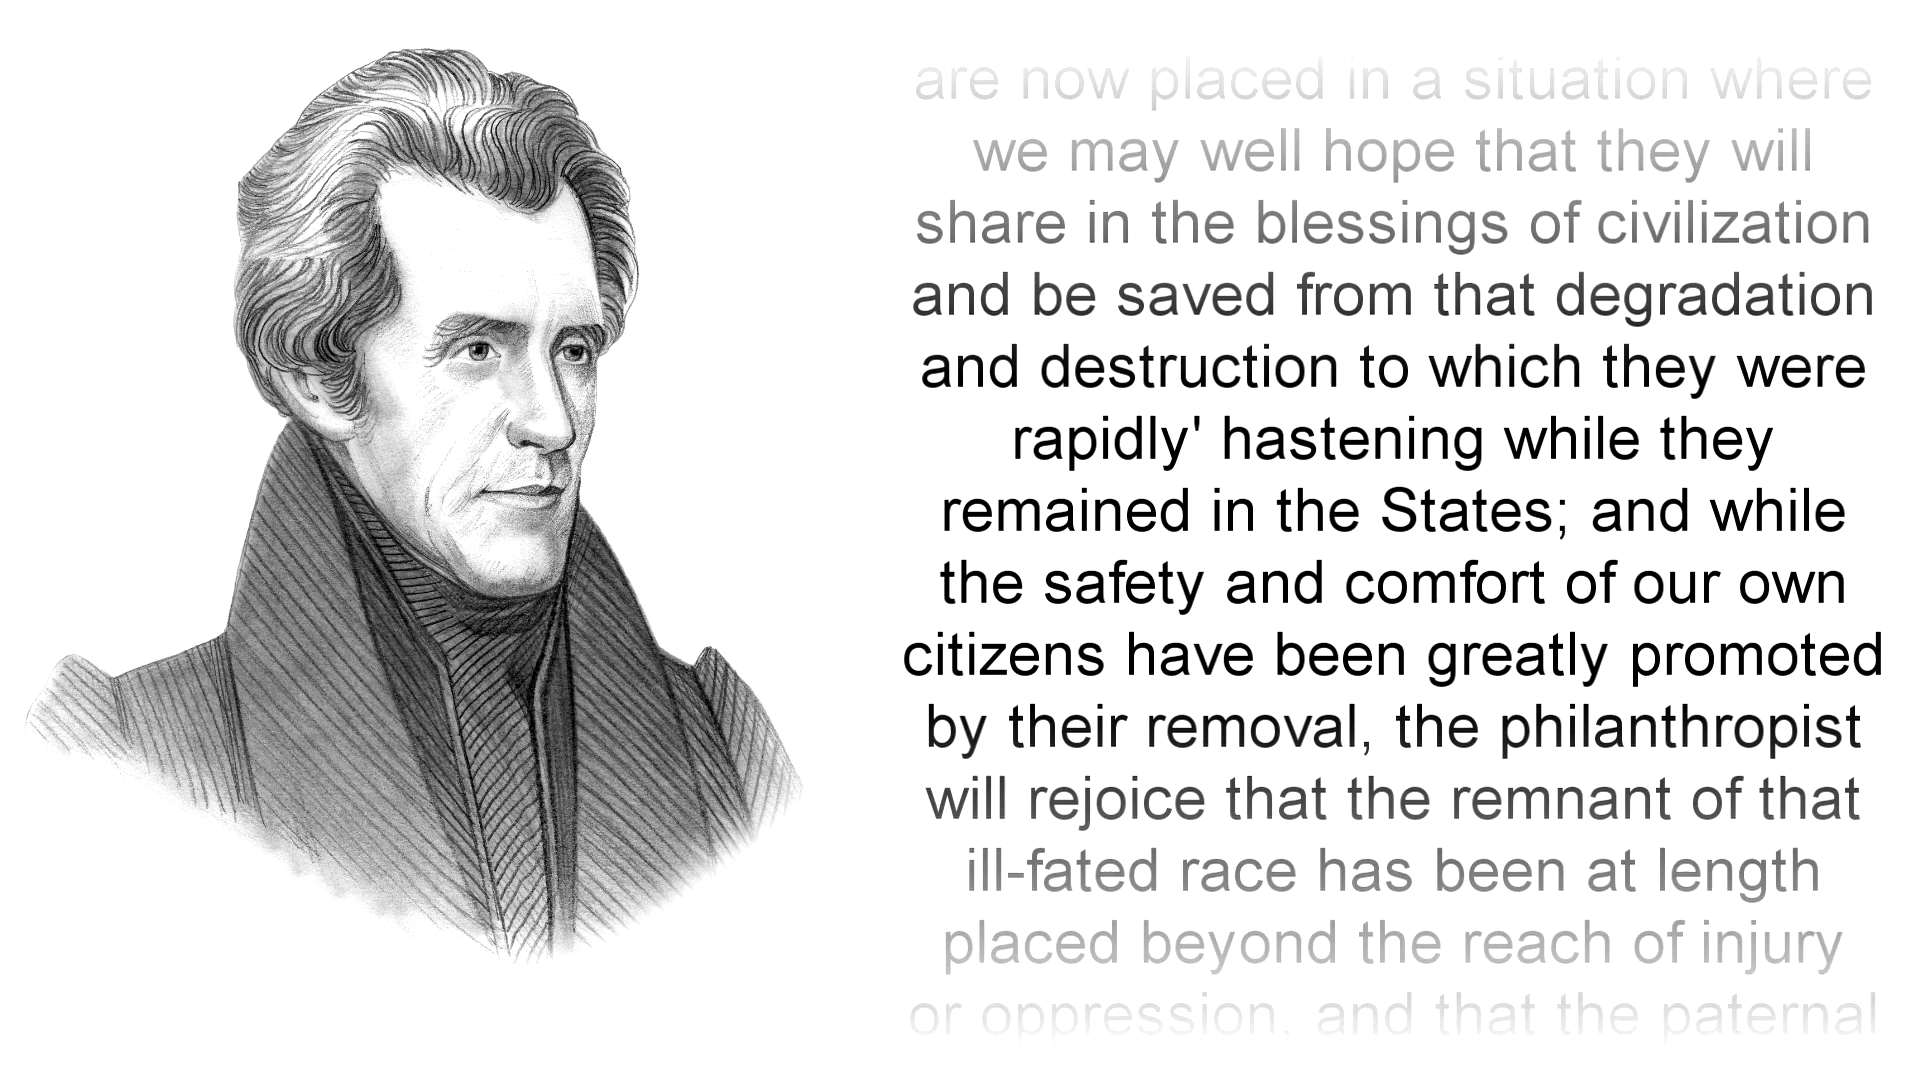 are now placed in a situation where
we may well hope that they will
share in the blessings of civilization
and be saved from that degradation
and destruction to which they were
rapidly' hastening while they
remained in the States; and while
the safety and comfort of our own
citizens have been greatly promoted
by their removal, the philanthropist
will rejoice that the remnant of that
ill-fated race has been at length
placed beyond the reach of injury
or oppression, and that the paternal